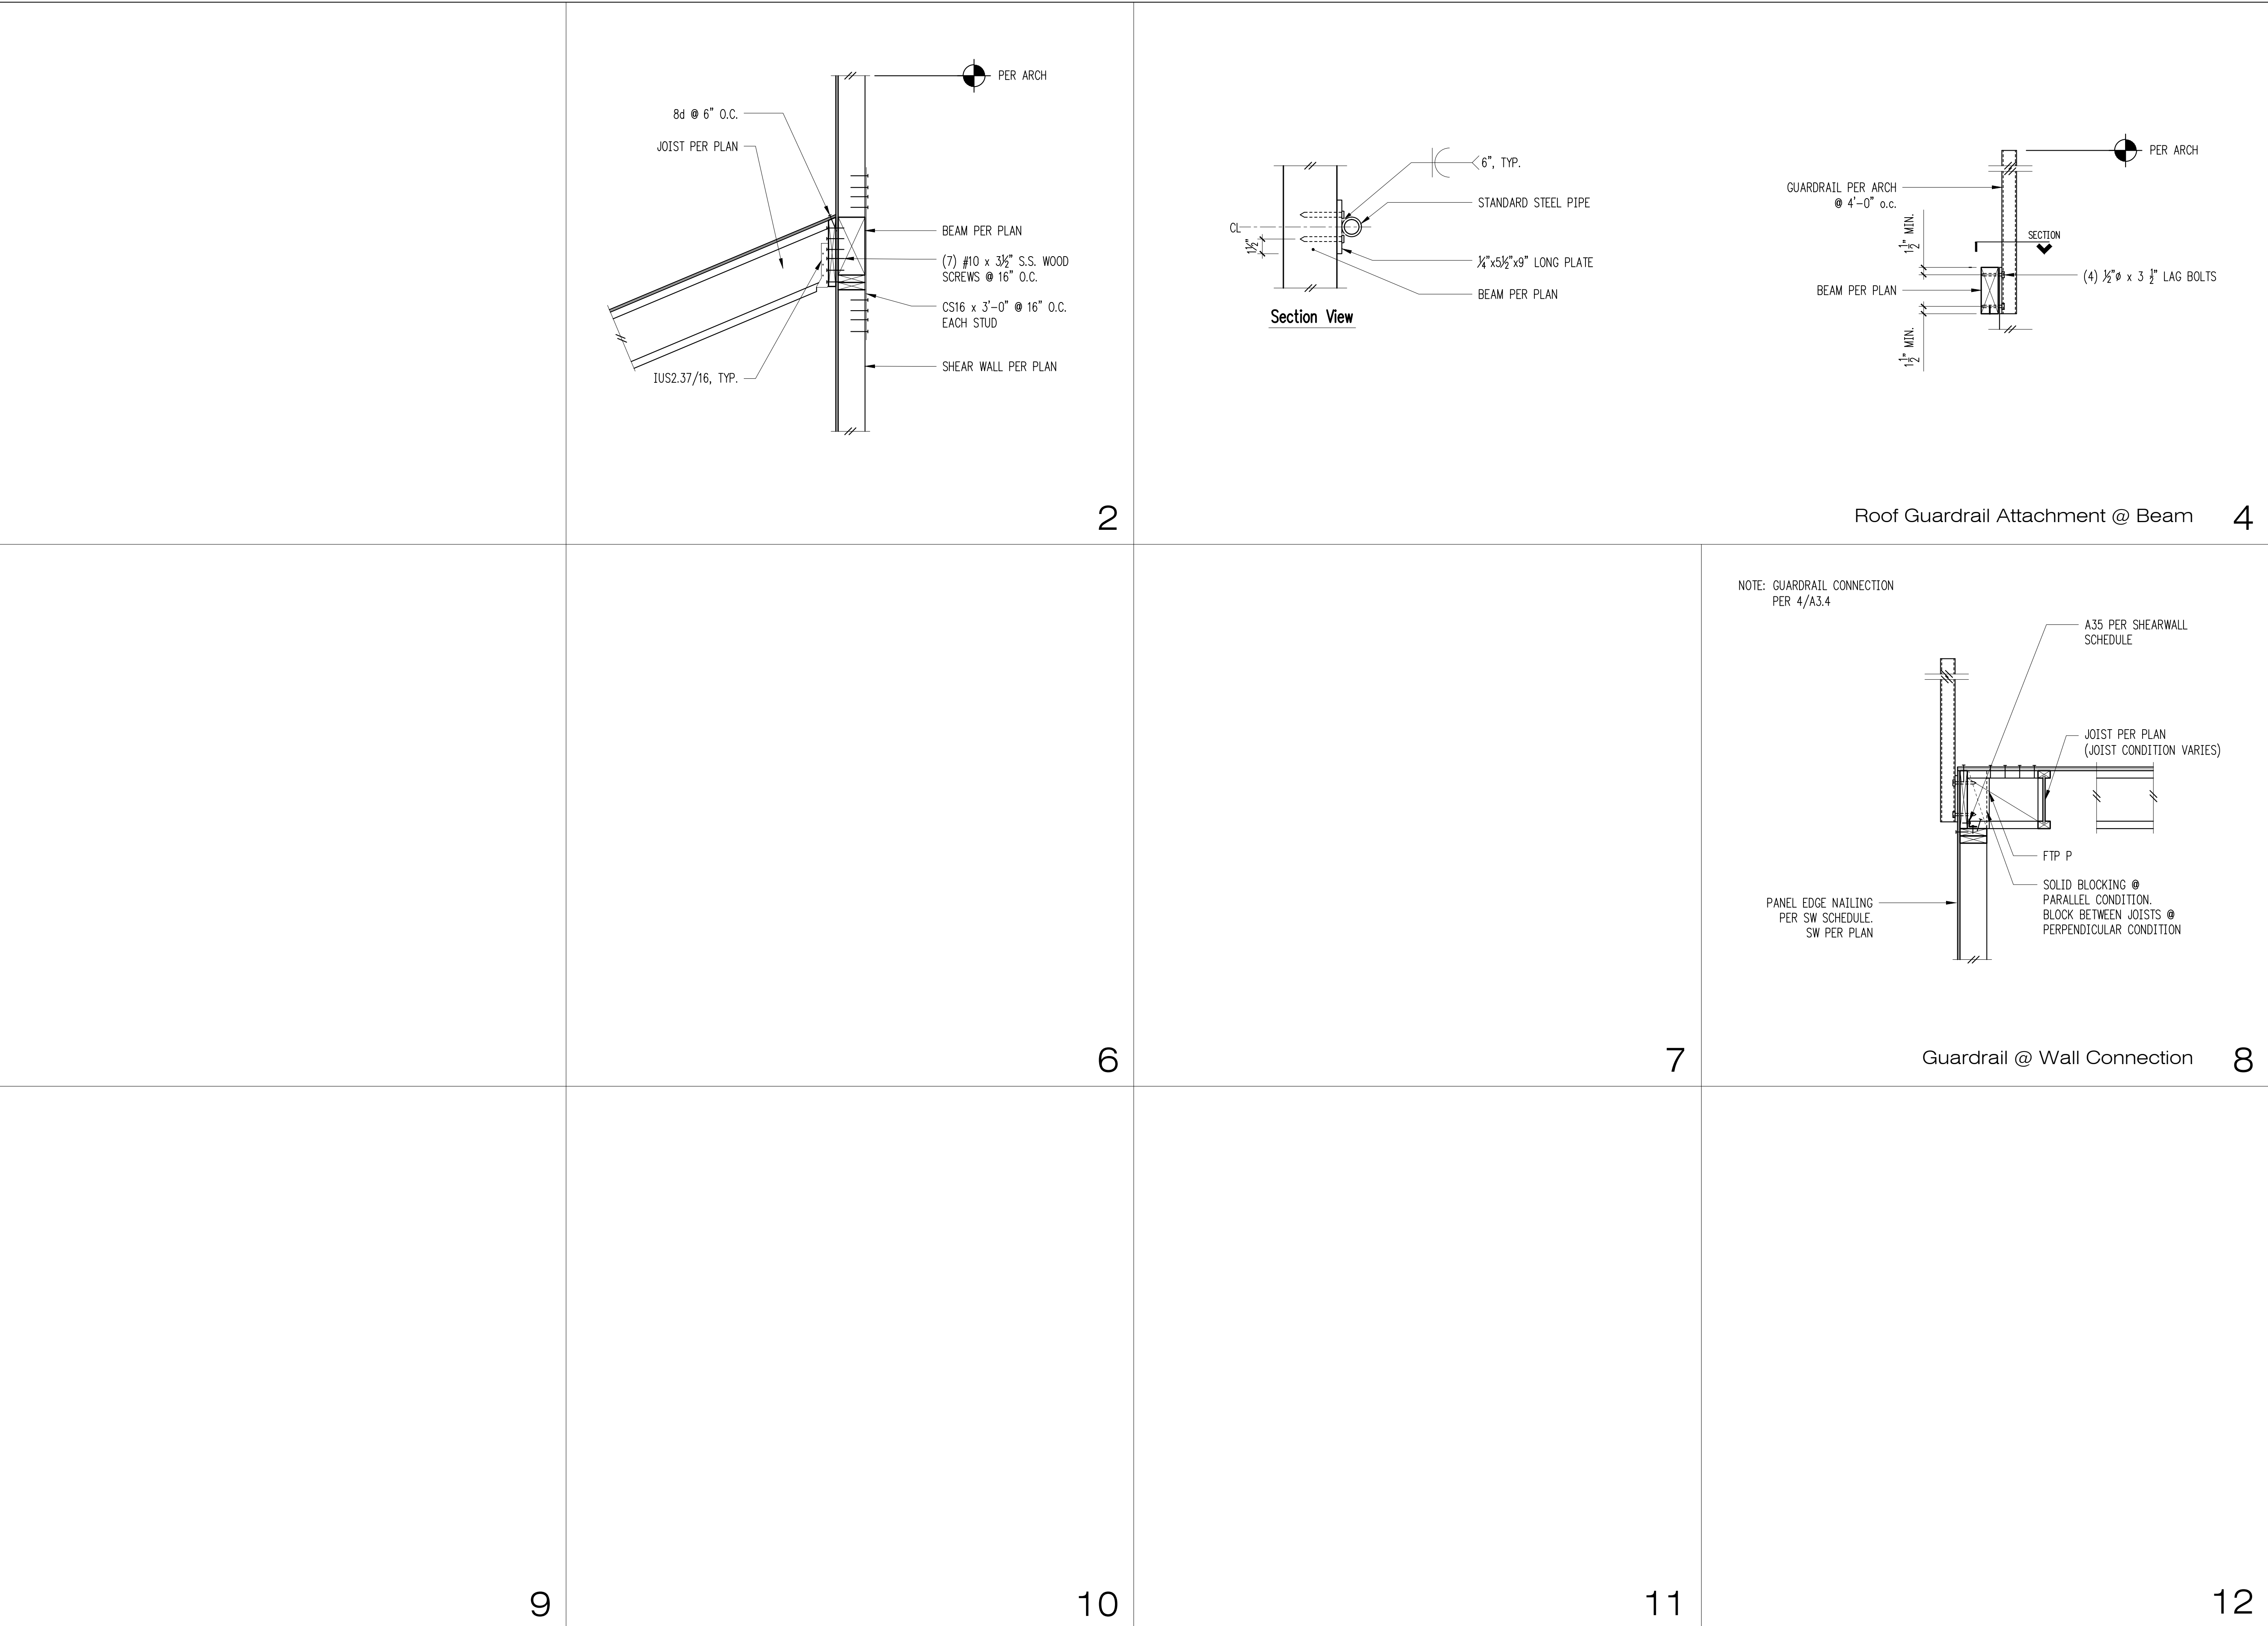 PER ARCH
8d @ 6" O.C.
JOIST PER PLAN
BEAM PER PLAN
(7) #10 x 3½" S.S. WOOD
SCREWS @ 16" O.C.
CS16 x 3'-0" @ 16" O.C.
EACH STUD
SHEAR WALL PER PLAN
IUS2.37/16, TYP.
2
6", TYP.
STANDARD STEEL PIPE
CL
1½"
¼"x5½"x9" LONG PLATE
BEAM PER PLAN
Section View
PER ARCH
GUARDRAIL PER ARCH
@ 4'-0" o.c.
1½" MIN.
SECTION
(4) ½"ø x 3 ½" LAG BOLTS
BEAM PER PLAN
1½" MIN.
Roof Guardrail Attachment @ Beam
4
6
7
NOTE: GUARDRAIL CONNECTION
PER 4/A3.4
A35 PER SHEARWALL
SCHEDULE
JOIST PER PLAN
(JOIST CONDITION VARIES)
FTP P
SOLID BLOCKING @
PARALLEL CONDITION.
BLOCK BETWEEN JOISTS @
PERPENDICULAR CONDITION
PANEL EDGE NAILING
PER SW SCHEDULE.
SW PER PLAN
Guardrail @ Wall Connection
8
9
10
11
12